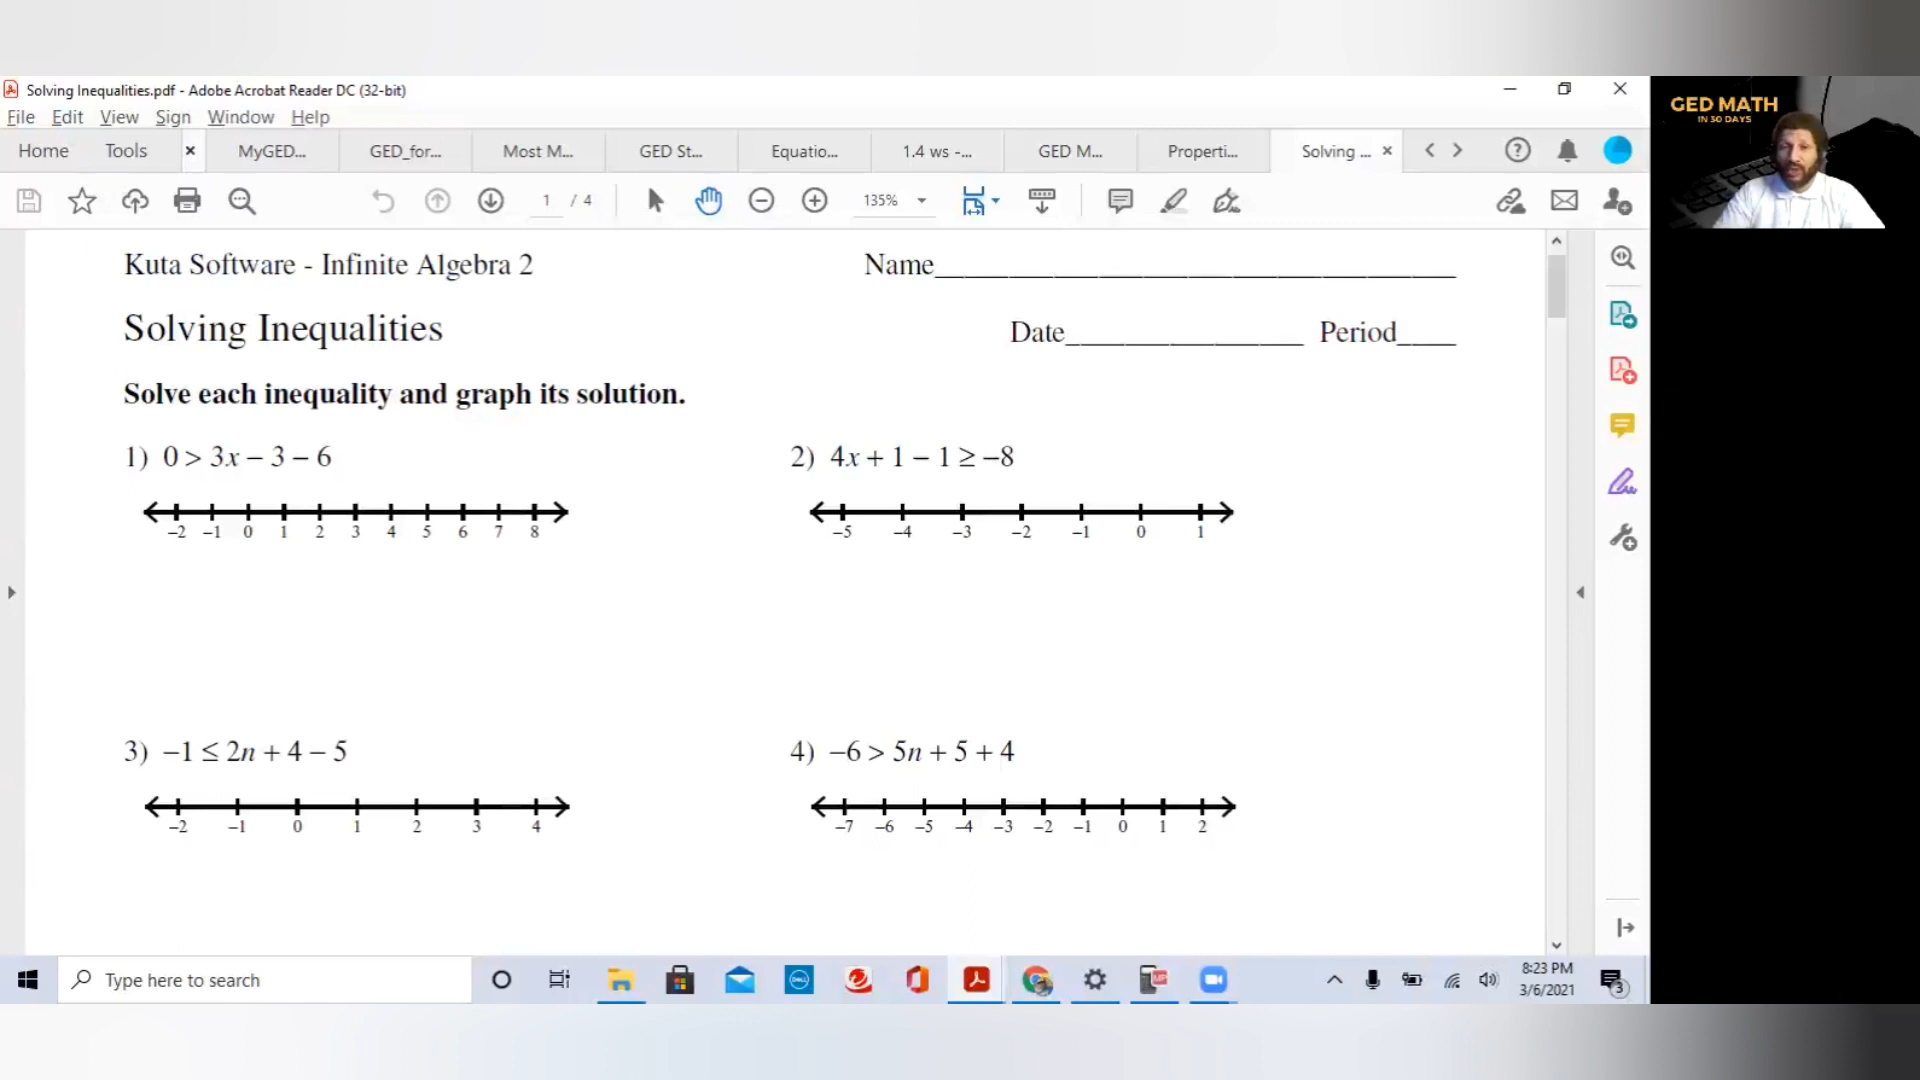 Solving Inequalities.pdf - Adobe Acrobat Reader DC (32-bit)
File Edit View Sign Window Help
Home Tools MyGED... GED_for... Most M... GED St... Equatio... 1.4 ws -... GED M... Properti... Solving ...
1 / 4 135%
GED MATH
IN 30 DAYS
Kuta Software - Infinite Algebra 2 Name
Solving Inequalities Date Period
Solve each inequality and graph its solution.
1) 0 > 3x − 3 − 6
−2 −1 0 1 2 3 4 5 6 7 8
2) 4x + 1 − 1 ≥ −8
−5 −4 −3 −2 −1 0 1
3) −1 ≤ 2n + 4 − 5
−2 −1 0 1 2 3 4
4) −6 > 5n + 5 + 4
−7 −6 −5 −4 −3 −2 −1 0 1 2
Type here to search
DELL
8:23 PM
3/6/2021
3